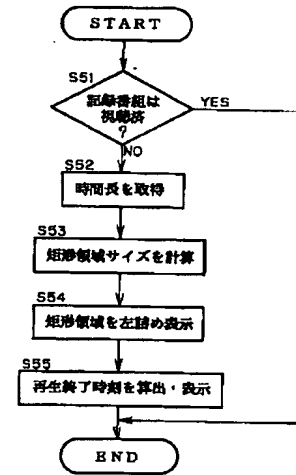 START
S51
記録番組は
視聴済
?
YES
NO
S52
時間長を取得
S53
矩形領域サイズを計算
S54
矩形領域を左詰め表示
S55
再生終了時刻を算出・表示
END